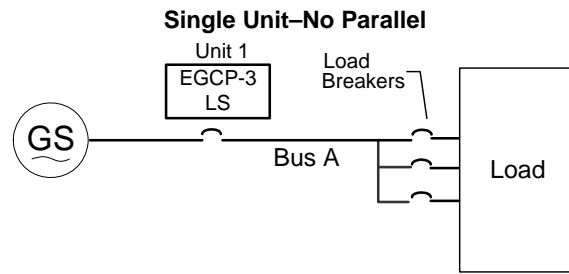 Single Unit–No Parallel
Unit 1
EGCP-3
LS
Load
Breakers
GS
Bus A
Load